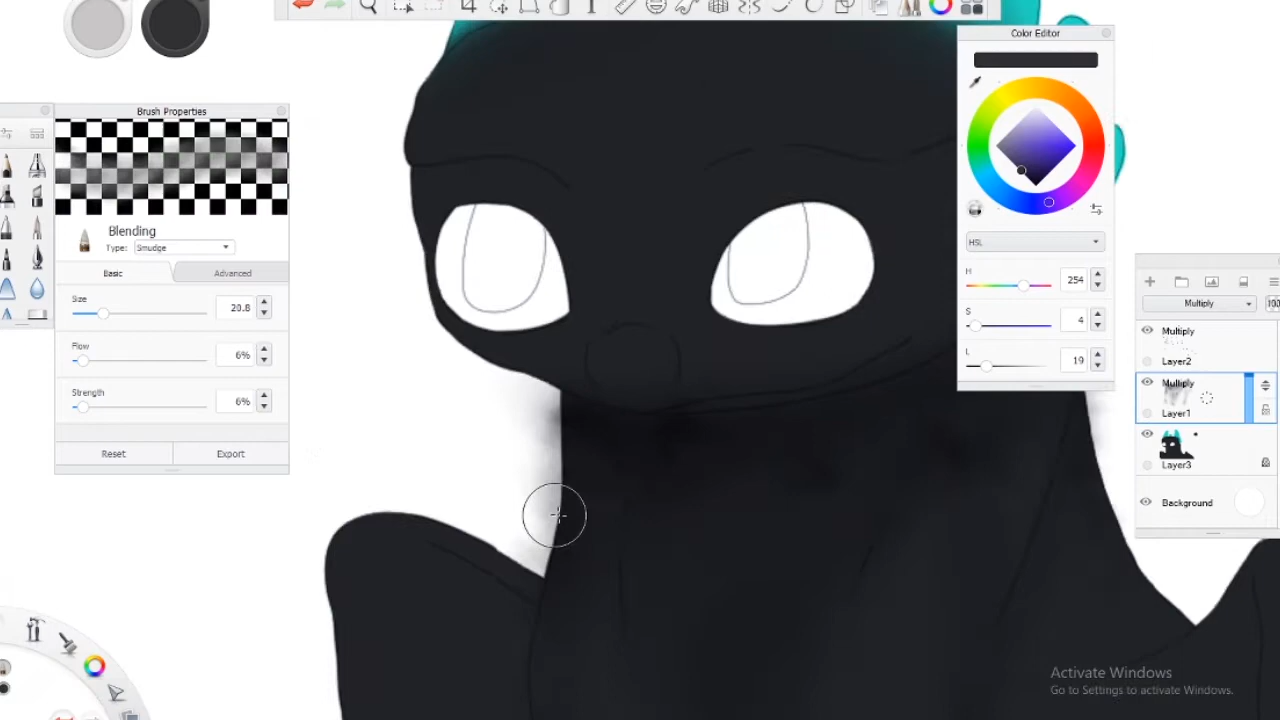 Color Editor
Brush Properties
Blending
Type: Smudge
Basic Advanced
Size
20.8
Flow
6%
Strength
6%
Reset Export
HSL
H 254
S 4
L 19
Multiply
Multiply
Layer2
Multiply
Layer1
Layer3
Background
Activate Windows
Go to Settings to activate Windows.